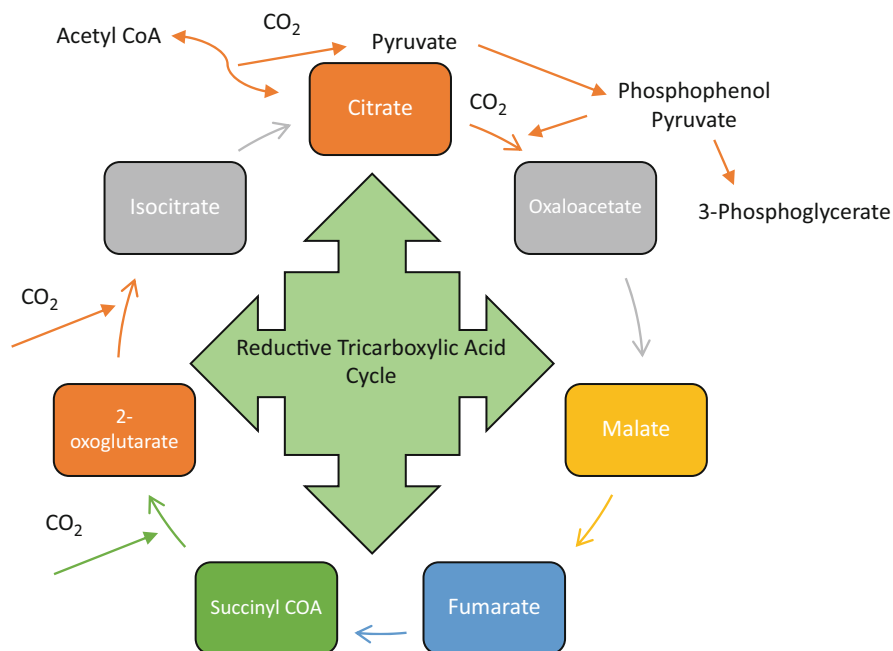 CO₂
Acetyl CoA
Pyruvate
Citrate
CO₂
Phosphophenol
Pyruvate
Isocitrate
Oxaloacetate
3-Phosphoglycerate
CO₂
Reductive Tricarboxylic Acid
Cycle
2-
oxoglutarate
Malate
CO₂
Succinyl COA
Fumarate